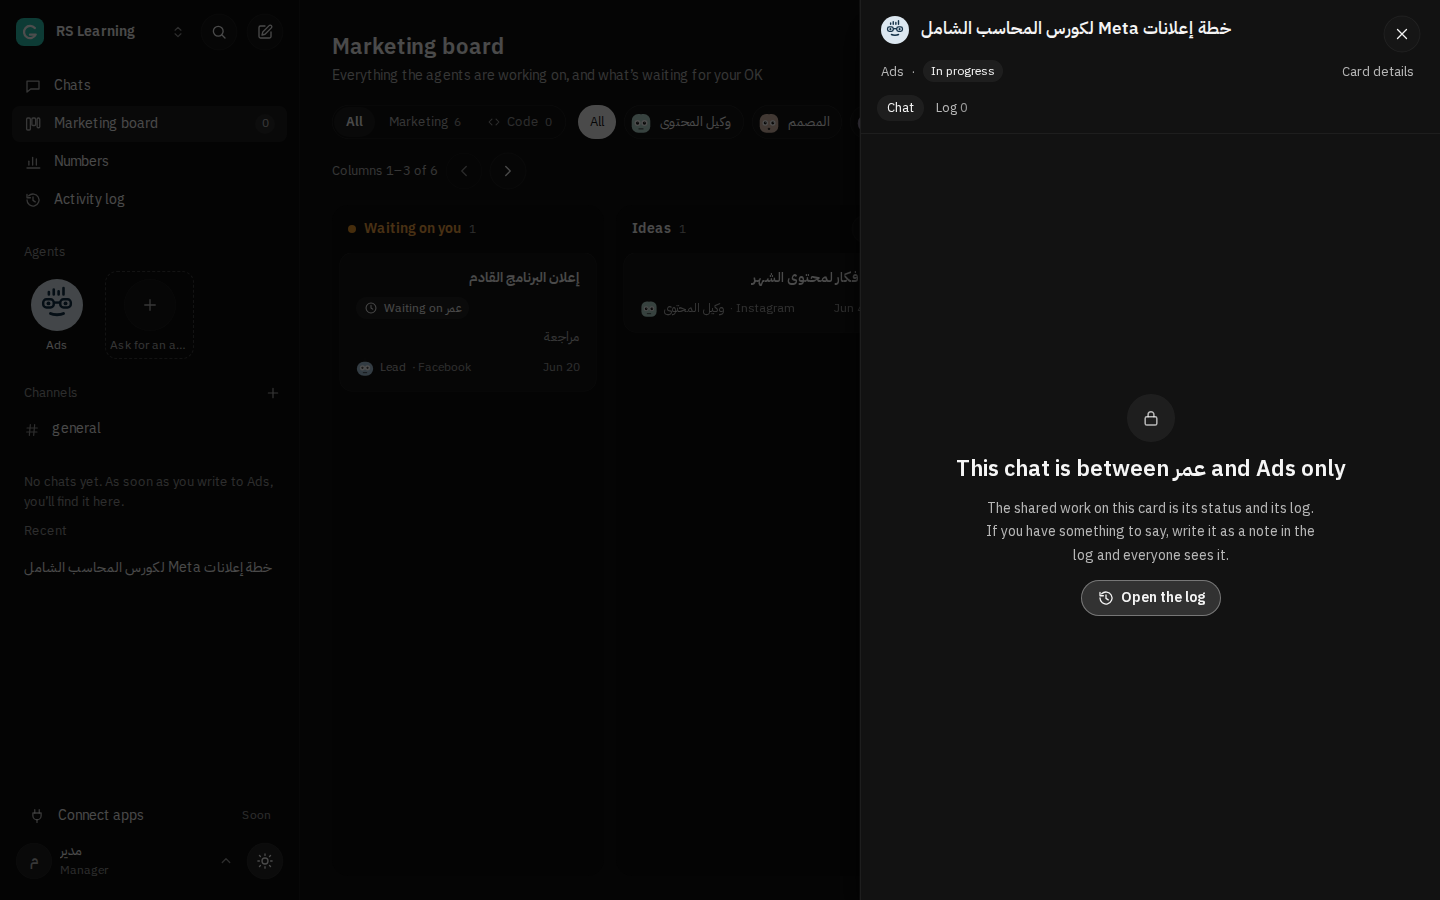 RS Learning
Chats
Marketing board 0
Numbers
Activity log
Agents
Ads
Ask for an a...
Channels
general
No chats yet. As soon as you write to Ads,
you'll find it here.
Recent
خطة إعلانات Meta لكورس المحاسب الشامل
Connect apps Soon
م
مدير
Manager
Marketing board
Everything the agents are working on, and what's waiting for your OK
All Marketing 6 Code 0 All وكيل المحتوى المصمم
Columns 1–3 of 6
Waiting on you 1
إعلان البرنامج القادم
Waiting on عمر
مراجعة
Lead · Facebook Jun 20
Ideas 1
فكار لمحتوى الشهر
وكيل المحتوى · Instagram Jun
خطة إعلانات Meta لكورس المحاسب الشامل
Ads · In progress Card details
Chat Log 0
This chat is between عمر and Ads only
The shared work on this card is its status and its log.
If you have something to say, write it as a note in the
log and everyone sees it.
Open the log